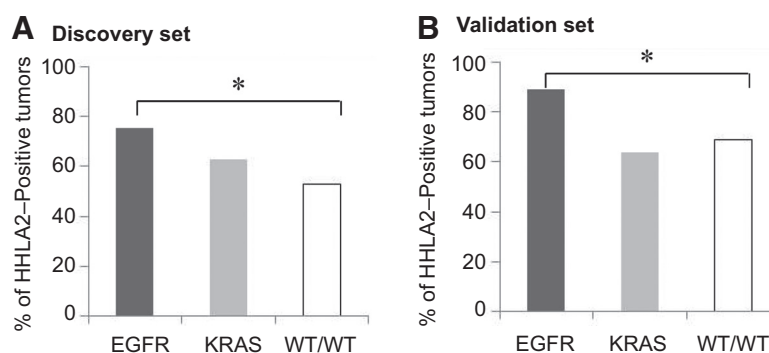 A Discovery set
% of HHLA2–Positive tumors
100
80
60
40
20
0
*
EGFR KRAS WT/WT
B Validation set
% of HHLA2–Positive tumors
100
80
60
40
20
0
*
EGFR KRAS WT/WT